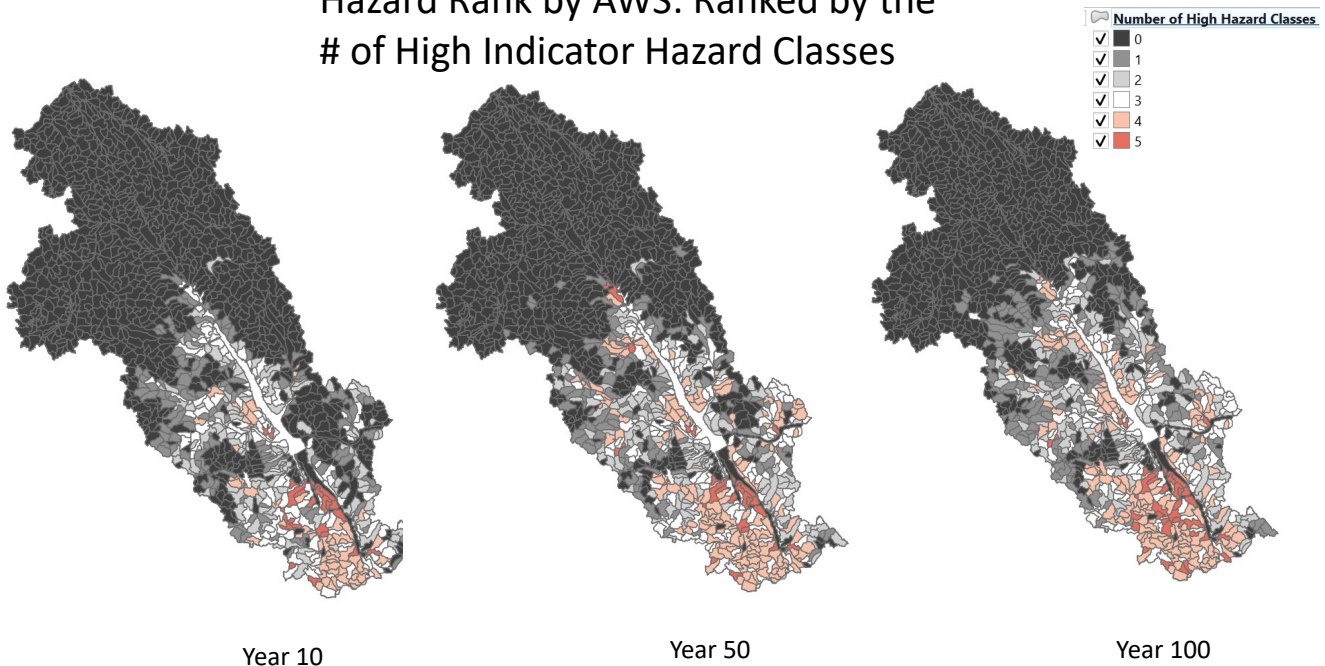 Hazard Rank by AWS: Ranked by the
# of High Indicator Hazard Classes
Number of High Hazard Classes
0
1
2
3
4
5
Year 10
Year 50
Year 100